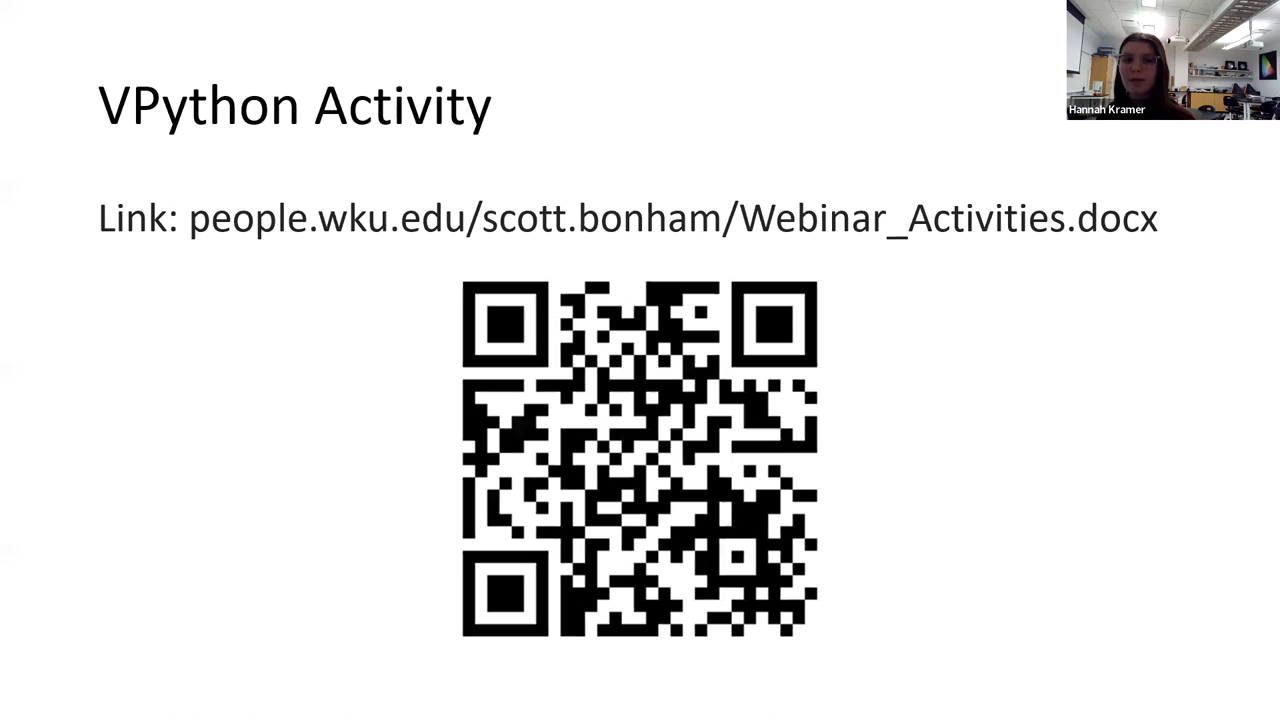 VPython Activity
Hannah Kramer
Link: people.wku.edu/scott.bonham/Webinar_Activities.docx